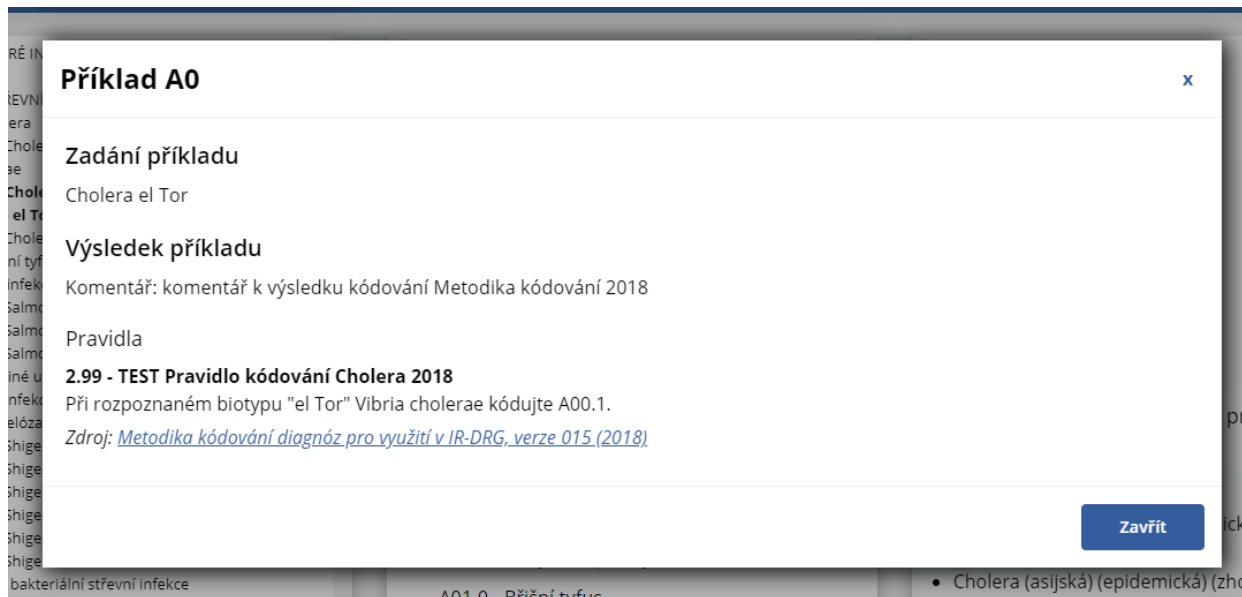 Příklad A0
x
Zadání příkladu
Cholera el Tor
Výsledek příkladu
Komentář: komentář k výsledku kódování Metodika kódování 2018
Pravidla
2.99 - TEST Pravidlo kódování Cholera 2018
Při rozpoznaném biotypu "el Tor" Vibria cholerae kódujte A00.1.
Zdroj: Metodika kódování diagnóz pro využití v IR-DRG, verze 015 (2018)
Zavřít
bakteriální střevní infekce
• Cholera (asijská) (epidemická)